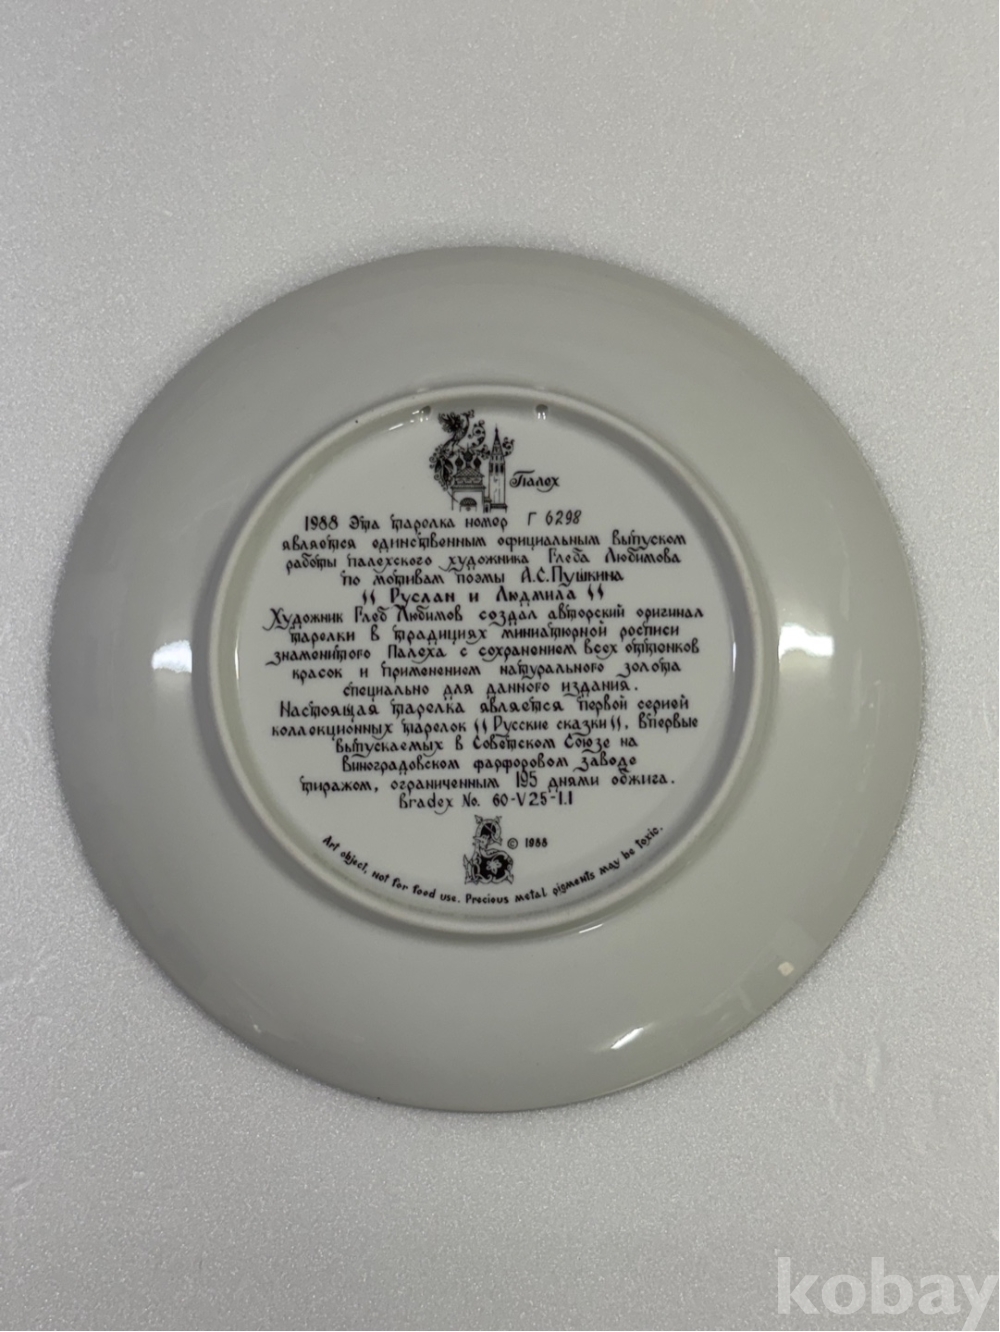 Палех
1988 Эта тарелка номер Г 6298
является единственным официальным выпуском
работы палехского художника Глеба Любимова
по мотивам поэмы А.С.Пушкина
"Руслан и Людмила"
Художник Глеб Любимов создал авторский оригинал
тарелки в традициях миниатюрной росписи
знаменитого Палеха с сохранением всех оттенков
красок и применением натурального золота
специально для данного издания.
Настоящая тарелка является первой серией
коллекционных тарелок "Русские сказки". Впервые
выпускаемых в Советском Союзе на
Виноградовском фарфоровом заводе
тиражом, ограниченным 195 днями обжига.
Bradex No. 60-V25-1.1
© 1988
Art object, not for food use. Precious metal pigments may be toxic.
kobay